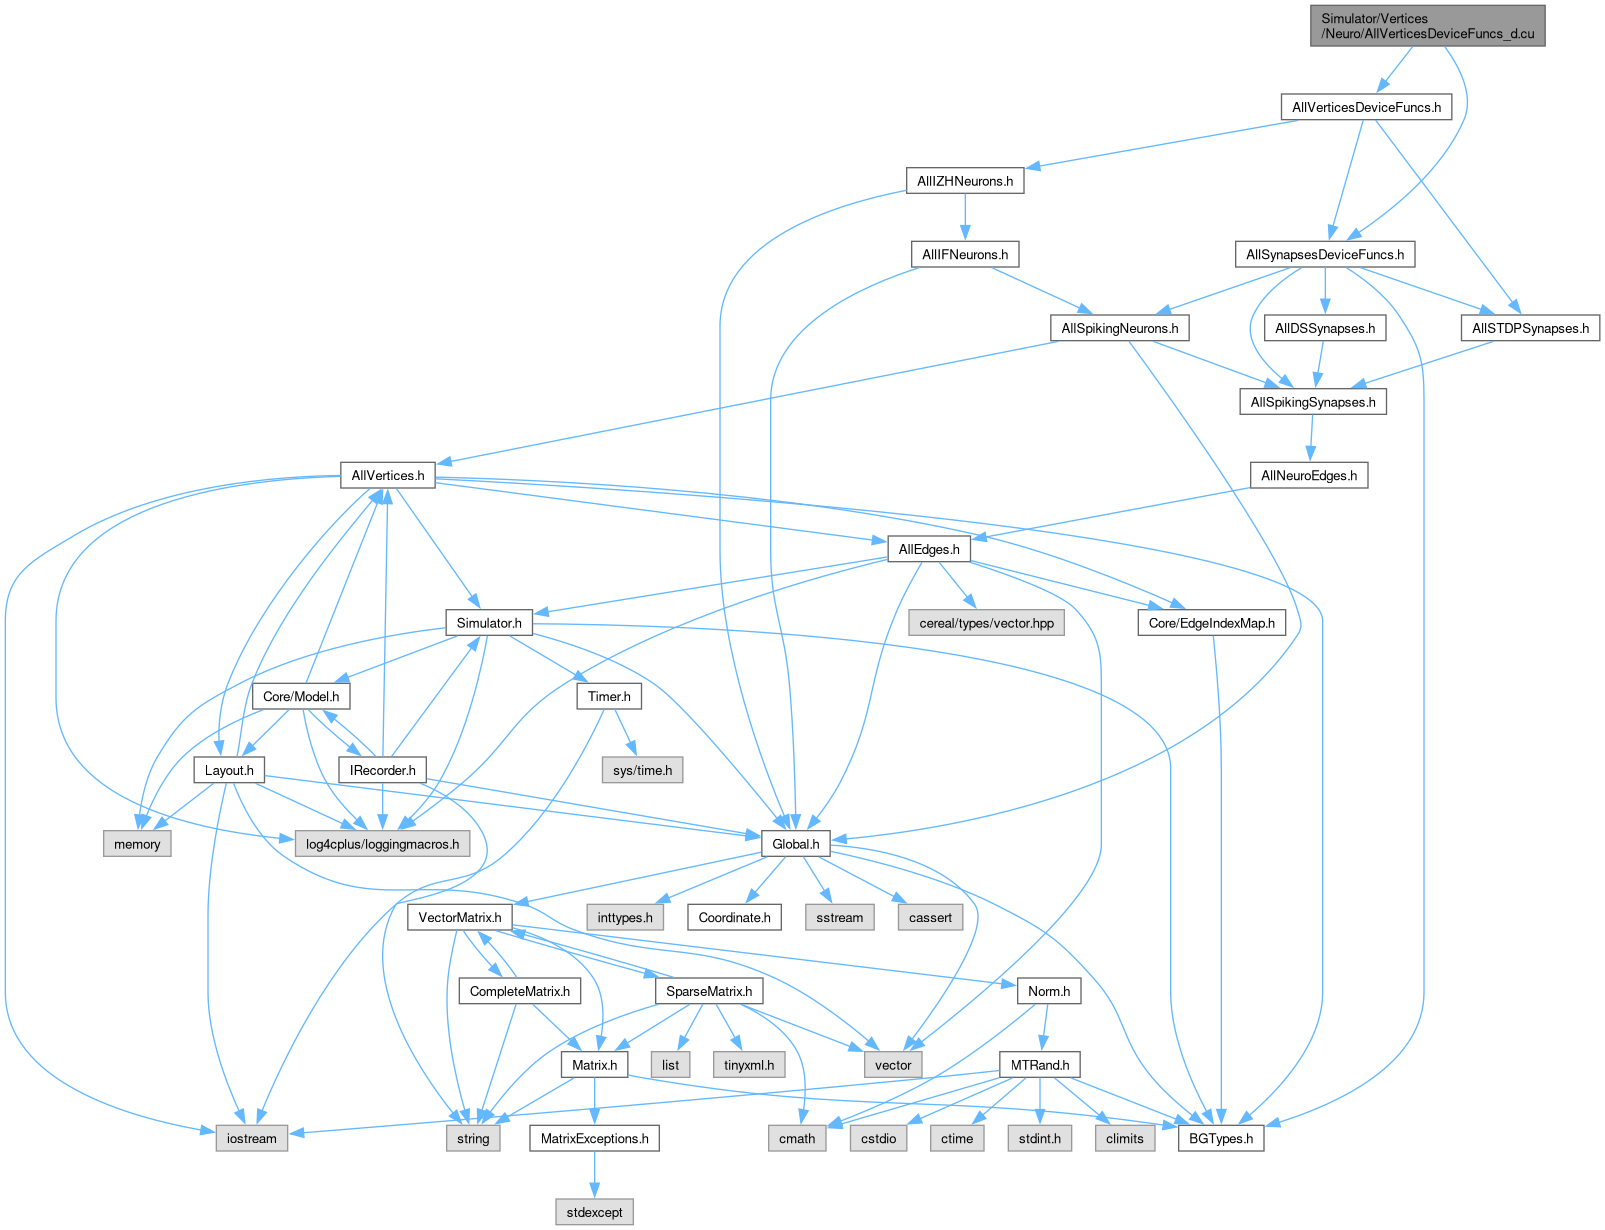 Simulator/Vertices
/Neuro/AllVerticesDeviceFuncs_d.cu
AllVerticesDeviceFuncs.h
AllIZHNeurons.h
AllIFNeurons.h
AllSynapsesDeviceFuncs.h
AllSpikingNeurons.h
AllDSSynapses.h
AllSTDPSynapses.h
AllSpikingSynapses.h
AllVertices.h
AllNeuroEdges.h
AllEdges.h
Simulator.h
cereal/types/vector.hpp
Core/EdgeIndexMap.h
Core/Model.h
Timer.h
Layout.h
IRecorder.h
sys/time.h
memory
log4cplus/loggingmacros.h
Global.h
VectorMatrix.h
inttypes.h
Coordinate.h
sstream
cassert
CompleteMatrix.h
SparseMatrix.h
Norm.h
Matrix.h
list
tinyxml.h
vector
MTRand.h
iostream
string
MatrixExceptions.h
cmath
cstdio
ctime
stdint.h
climits
BGTypes.h
stdexcept